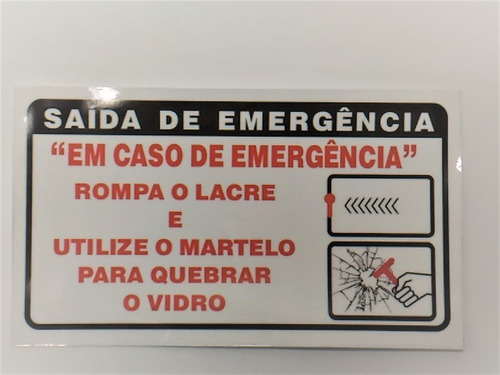 SAÍDA DE EMERGÊNCIA
“EM CASO DE EMERGÊNCIA”
ROMPA O LACRE
E
UTILIZE O MARTELO
PARA QUEBRAR
O VIDRO